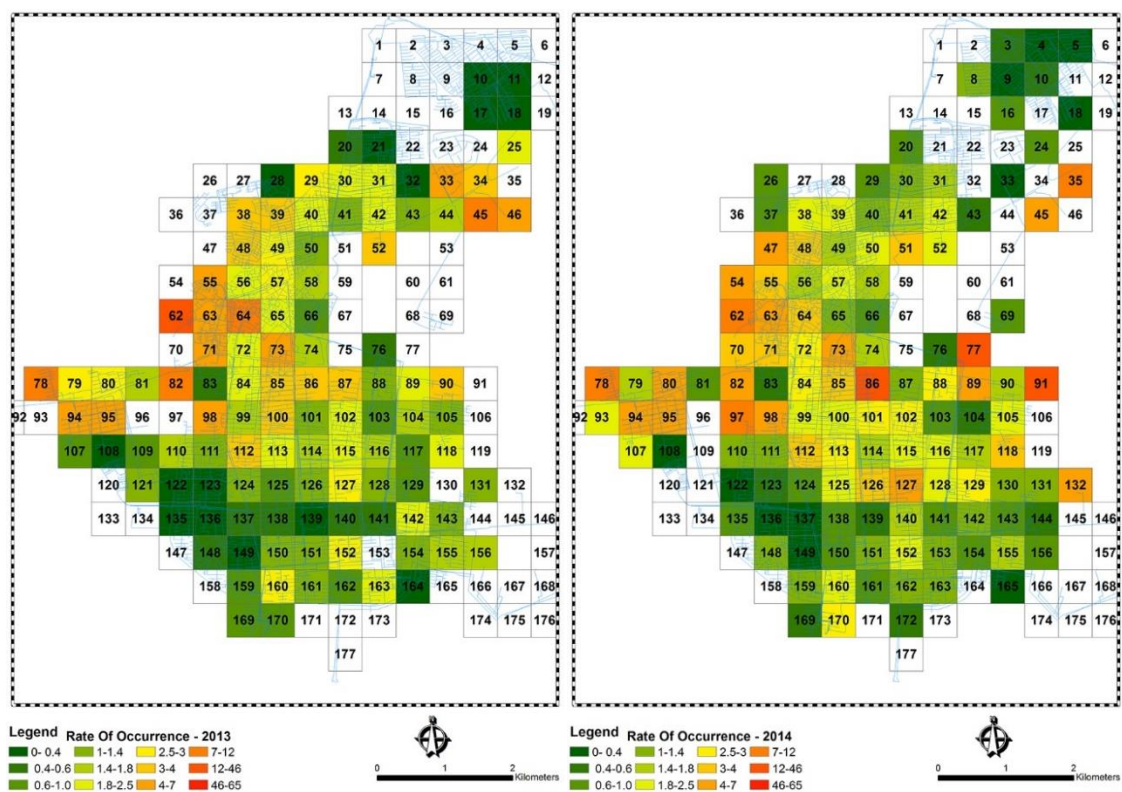 1 2 3 4 5 6
7 8 9 10 11 12
13 14 15 16 17 18 19
20 21 22 23 24 25
26 27 28 29 30 31 32 33 34 35
36 37 38 39 40 41 42 43 44 45 46
47 48 49 50 51 52 53
54 55 56 57 58 59 60 61
62 63 64 65 66 67 68 69
70 71 72 73 74 75 76 77
78 79 80 81 82 83 84 85 86 87 88 89 90 91
92 93 94 95 96 97 98 99 100 101 102 103 104 105 106
107 108 109 110 111 112 113 114 115 116 117 118 119
120 121 122 123 124 125 126 127 128 129 130 131 132
133 134 135 136 137 138 139 140 141 142 143 144 145 146
147 148 149 150 151 152 153 154 155 156 157
158 159 160 161 162 163 164 165 166 167 168
169 170 171 172 173 174 175 176
177
Legend Rate Of Occurrence - 2013
0- 0.4 1-1.4 2.5-3 7-12
0.4-0.6 1.4-1.8 3-4 12-46
0.6-1.0 1.8-2.5 4-7 46-65
0 1 2
Kilometers
1 2 3 4 5 6
7 8 9 10 11 12
13 14 15 16 17 18 19
20 21 22 23 24 25
26 27 28 29 30 31 32 33 34 35
36 37 38 39 40 41 42 43 44 45 46
47 48 49 50 51 52 53
54 55 56 57 58 59 60 61
62 63 64 65 66 67 68 69
70 71 72 73 74 75 76 77
78 79 80 81 82 83 84 85 86 87 88 89 90 91
92 93 94 95 96 97 98 99 100 101 102 103 104 105 106
107 108 109 110 111 112 113 114 115 116 117 118 119
120 121 122 123 124 125 126 127 128 129 130 131 132
133 134 135 136 137 138 139 140 141 142 143 144 145 146
147 148 149 150 151 152 153 154 155 156 157
158 159 160 161 162 163 164 165 166 167 168
169 170 171 172 173 174 175 176
177
Legend Rate Of Occurrence - 2014
0- 0.4 1-1.4 2.5-3 7-12
0.4-0.6 1.4-1.8 3-4 12-46
0.6-1.0 1.8-2.5 4-7 46-65
0 1 2
Kilometers